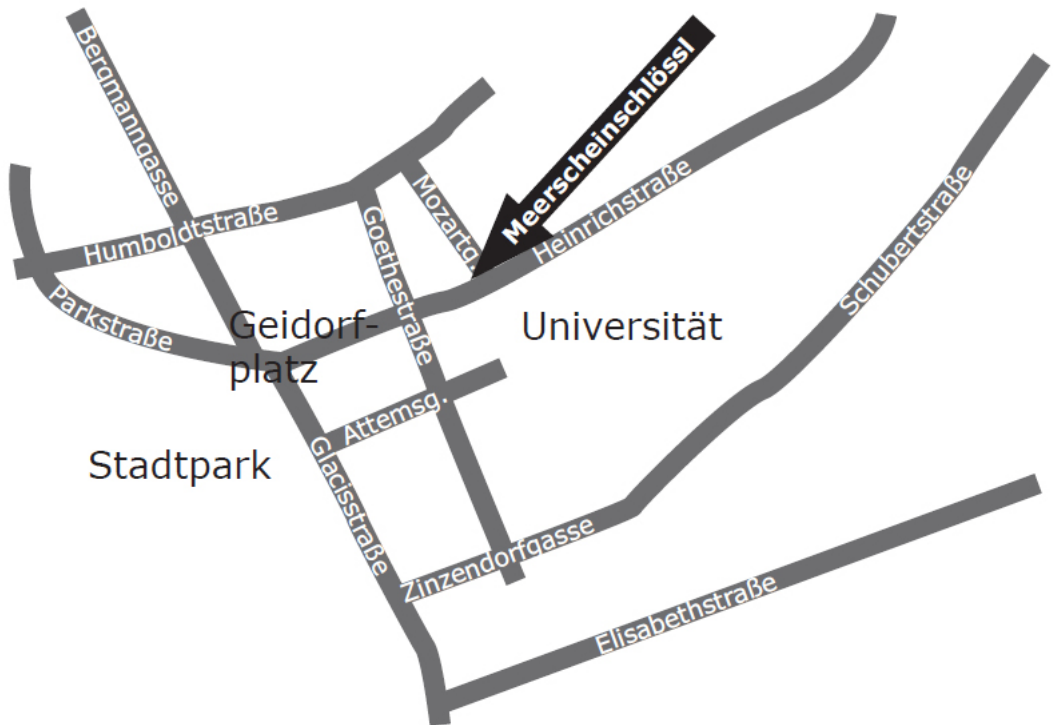 Bergmanngasse
Meerscheinschlössl
Mozartg.
Heinrichstraße
Humboldtstraße
Goethestraße
Schubertstraße
Parkstraße
Geidorf-
platz
Universität
Attemsg.
Stadtpark
Glacisstraße
Zinzendorfgasse
Elisabethstraße